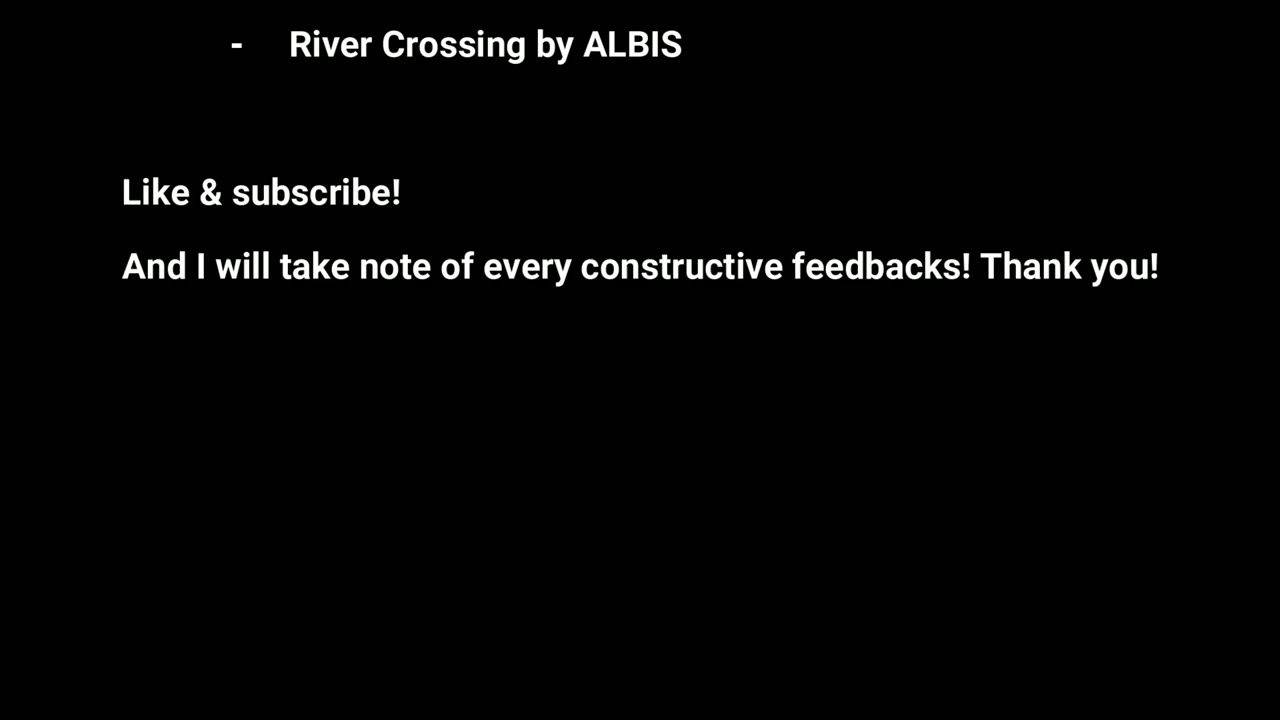 - River Crossing by ALBIS
Like & subscribe!
And I will take note of every constructive feedbacks! Thank you!